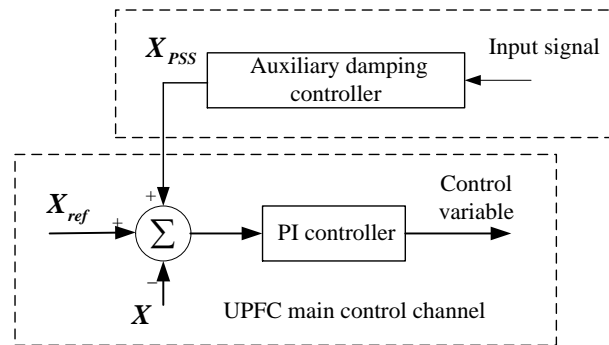 X_PSS
Auxiliary damping
controller
Input signal
X_ref
+
+
Σ
−
X
PI controller
Control
variable
UPFC main control channel